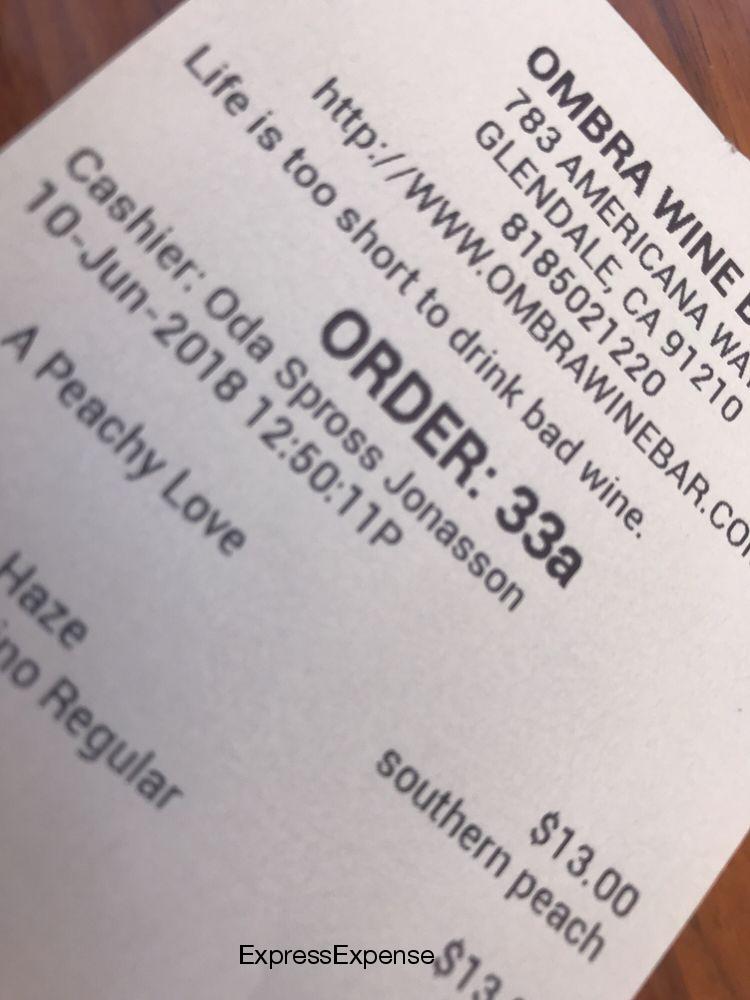 OMBRA WINE
783 AMERICANA
GLENDALE, CA 91210
8185021220
http://WWW.OMBRAWINEBAR.CO
Life is too short to drink bad wine.
ORDER: 33a
Cashier: Oda Spross Jonasson
10-Jun-2018 12:50:11P
A Peachy Love
$13.00
southern peach
Haze
$13.
no Regular
ExpressExpense